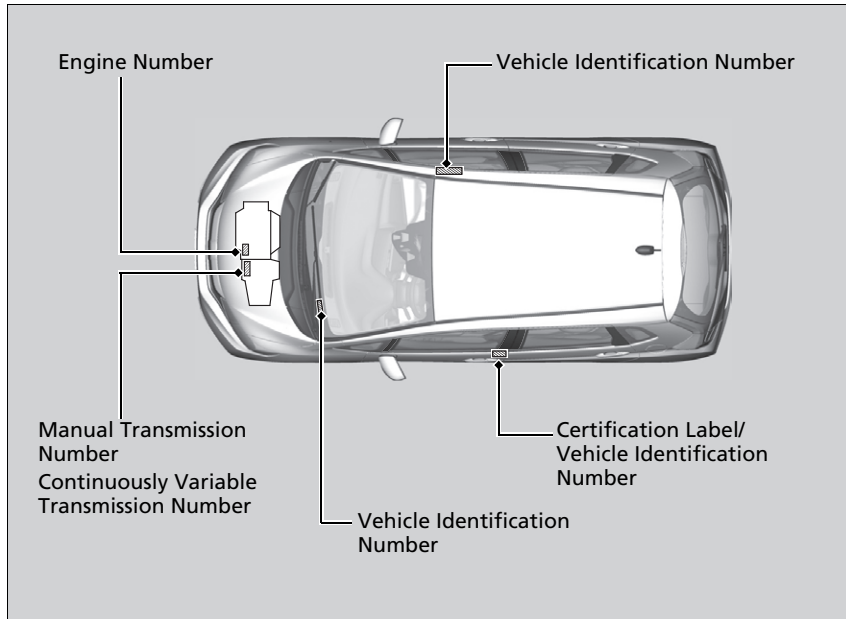 Engine Number
Vehicle Identification Number
Manual Transmission
Number
Continuously Variable
Transmission Number
Certification Label/
Vehicle Identification
Number
Vehicle Identification
Number